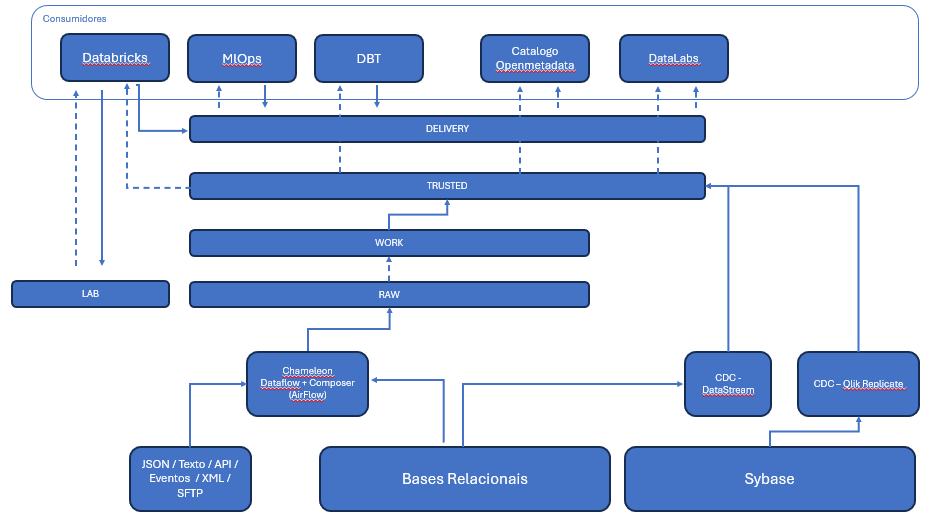 Consumidores
Databricks
MlOps
DBT
Catalogo
Openmetadata
DataLabs
DELIVERY
TRUSTED
WORK
LAB
RAW
Chameleon
Dataflow + Composer
(AirFlow)
CDC -
DataStream
CDC – Qlik Replicate
JSON / Texto / API /
Eventos / XML /
SFTP
Bases Relacionais
Sybase